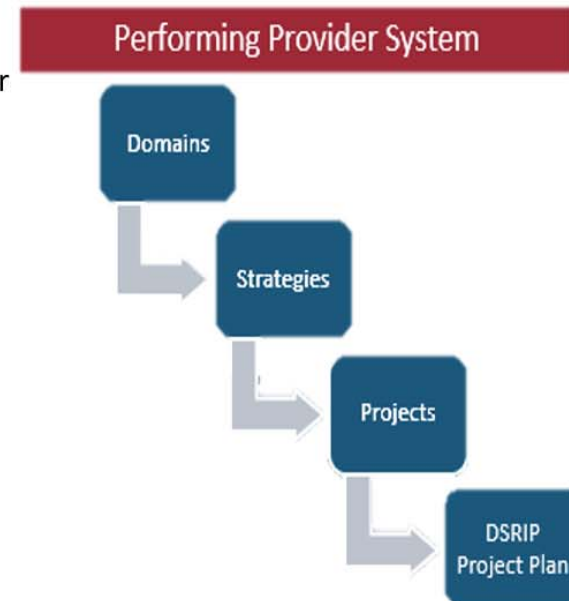 Performing Provider System
r
Domains
Strategies
Projects
DSRIP
Project Plan